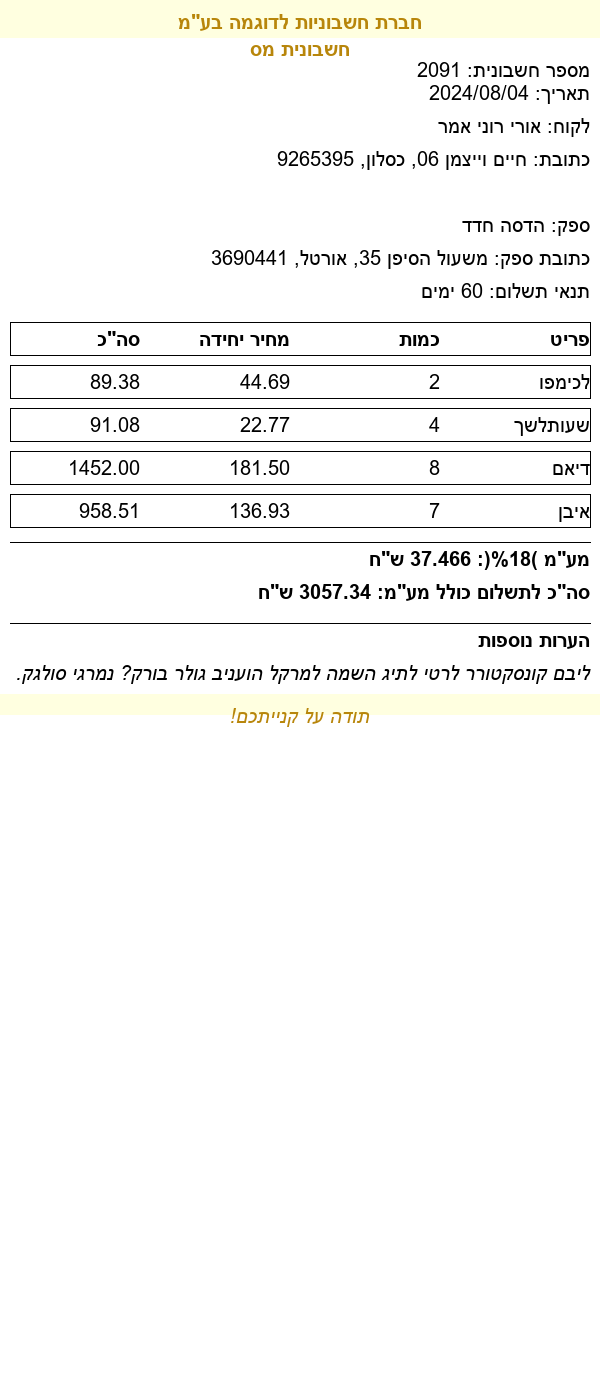 חברת חשבוניות לדוגמה בע"מ
חשבונית מס
מספר חשבונית: 2091
תאריך: 2024/08/04
לקוח: אורי רוני אמר
כתובת: חיים וייצמן 06, כסלון, 9265395
ספק: הדסה חדד
כתובת ספק: משעול הסיפן 35, אורטל, 3690441
תנאי תשלום: 60 ימים
פריט כמות מחיר יחידה סה"כ
לכימפו 2 44.69 89.38
שעותלשך 4 22.77 91.08
דיאם 8 181.50 1452.00
איבן 7 136.93 958.51
מע"מ )18%(: 37.466 ש"ח
סה"כ לתשלום כולל מע"מ: 3057.34 ש"ח
הערות נוספות
ליבם קונסקטורר לרטי לתיג השמה למרקל הועניב גולר בורק? נמרגי סולגק.
תודה על קנייתכם!